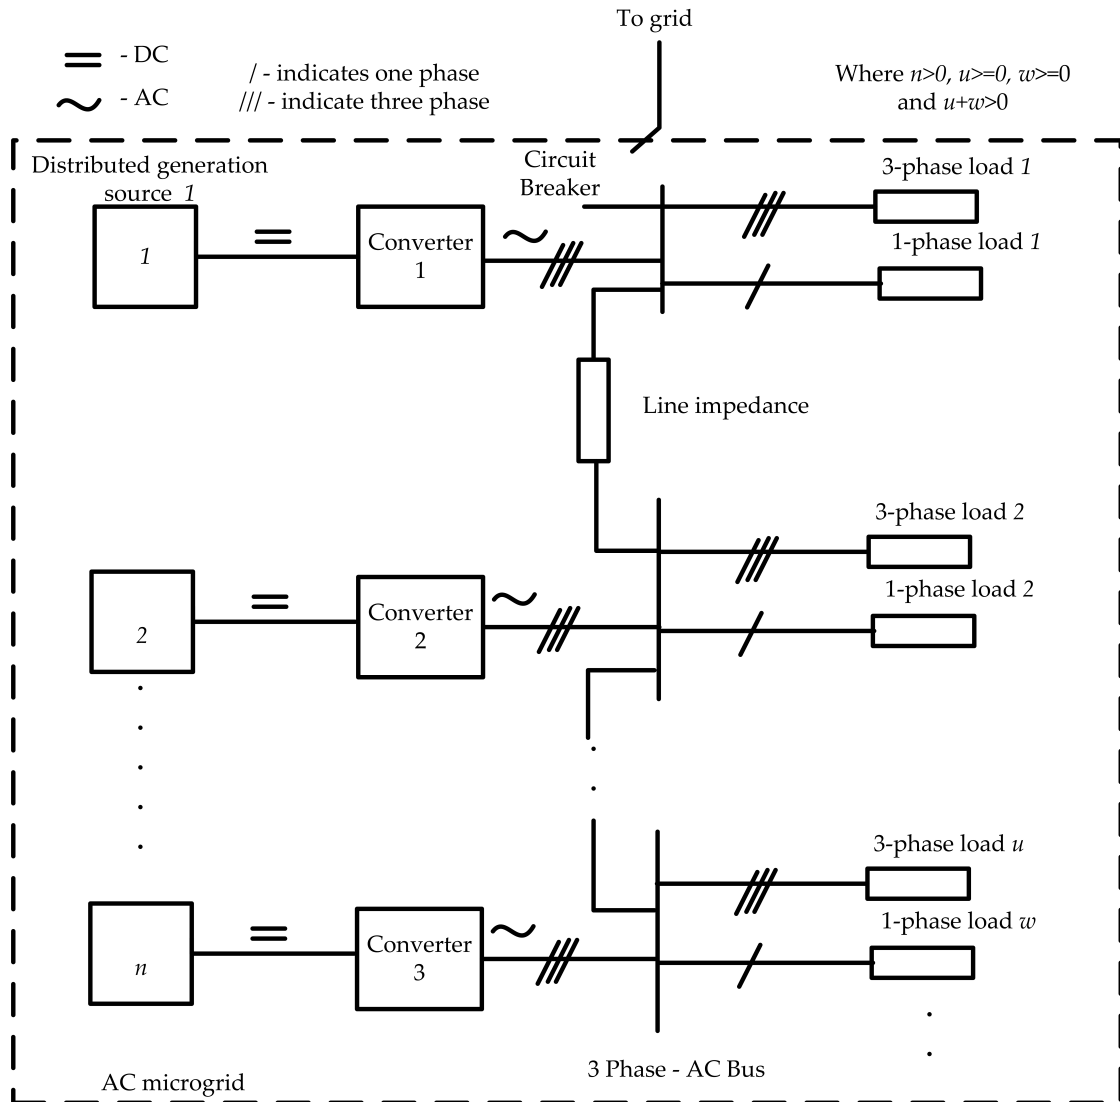 To grid
- DC
/ - indicates one phase
- AC
/// - indicate three phase
Where n>0, u>=0, w>=0
and u+w>0
Distributed generation
source 1
Circuit
Breaker
3-phase load 1
1
Converter
1
1-phase load 1
Line impedance
3-phase load 2
2
Converter
2
1-phase load 2
3-phase load u
n
Converter
3
1-phase load w
3 Phase - AC Bus
AC microgrid